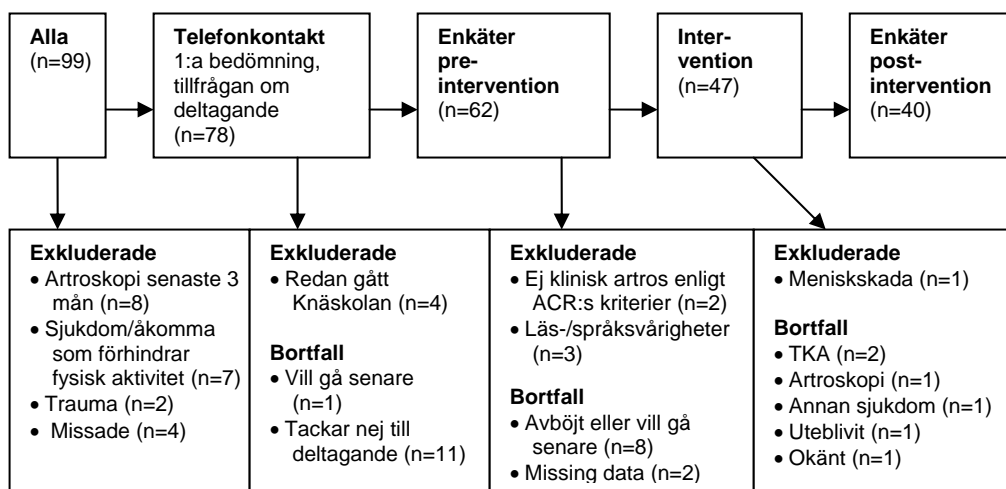 Alla
(n=99)
Telefonkontakt
1:a bedömning,
tillfrågan om
deltagande
(n=78)
Enkäter
pre-
intervention
(n=62)
Inter-
vention
(n=47)
Enkäter
post-
intervention
(n=40)
Exkluderade
• Artroskopi senaste 3
mån (n=8)
• Sjukdom/åkomma
som förhindrar
fysisk aktivitet (n=7)
• Trauma (n=2)
• Missade (n=4)
Exkluderade
• Redan gått
Knäskolan (n=4)
Bortfall
• Vill gå senare
(n=1)
• Tackar nej till
deltagande (n=11)
Exkluderade
• Ej klinisk artros enligt
ACR:s kriterier (n=2)
• Läs-/språksvårigheter
(n=3)
Bortfall
• Avböjt eller vill gå
senare (n=8)
• Missing data (n=2)
Exkluderade
• Meniskskada (n=1)
Bortfall
• TKA (n=2)
• Artroskopi (n=1)
• Annan sjukdom (n=1)
• Uteblivit (n=1)
• Okänt (n=1)